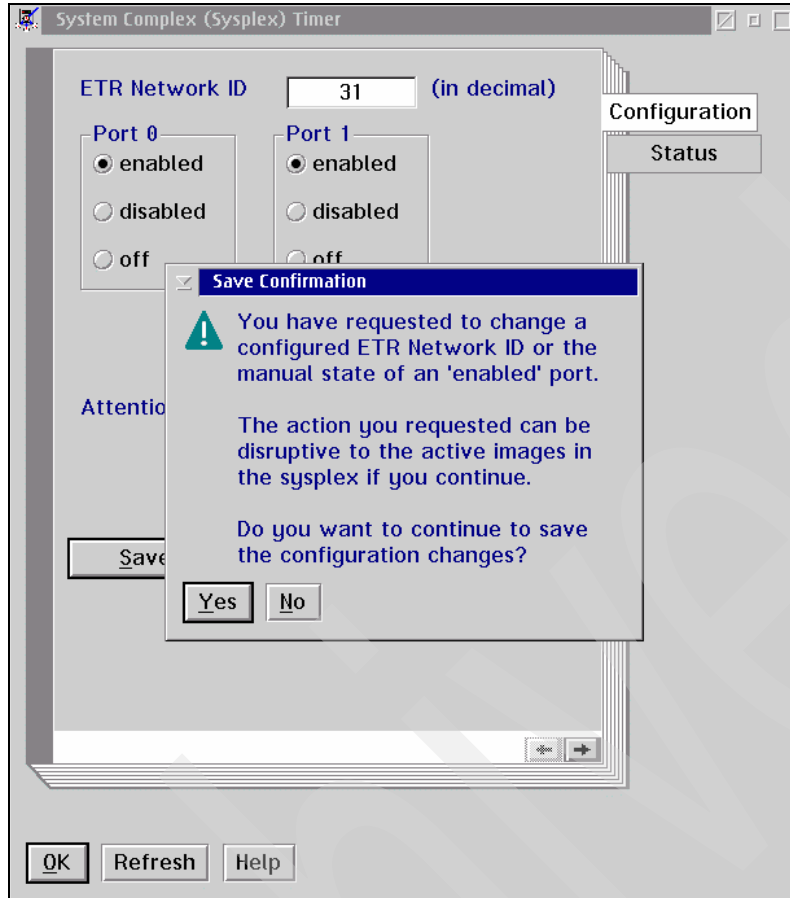 System Complex (Sysplex) Timer
ETR Network ID 31 (in decimal)
Configuration
Status
Port 0
enabled
disabled
off
Port 1
enabled
disabled
off
Save Confirmation
You have requested to change a
configured ETR Network ID or the
manual state of an 'enabled' port.
The action you requested can be
disruptive to the active images in
the sysplex if you continue.
Do you want to continue to save
the configuration changes?
Yes No
Attentio
Save
OK Refresh Help